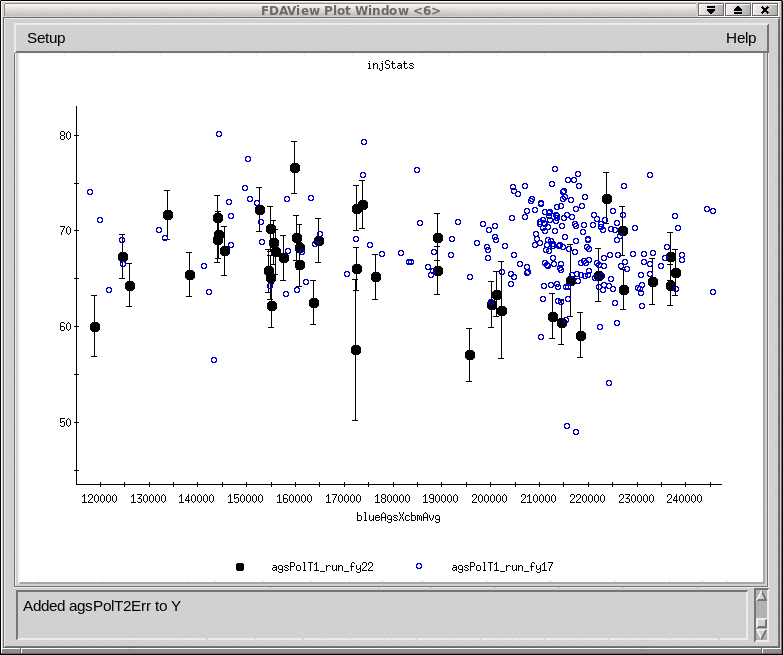 FDAView Plot Window <6>
Setup Help
injStats
80
70
60
50
120000 130000 140000 150000 160000 170000 180000 190000 200000 210000 220000 230000 240000
blueAgsXcbmAvg
agsPolT1_run_fy22 agsPolT1_run_fy17
Added agsPolT2Err to Y